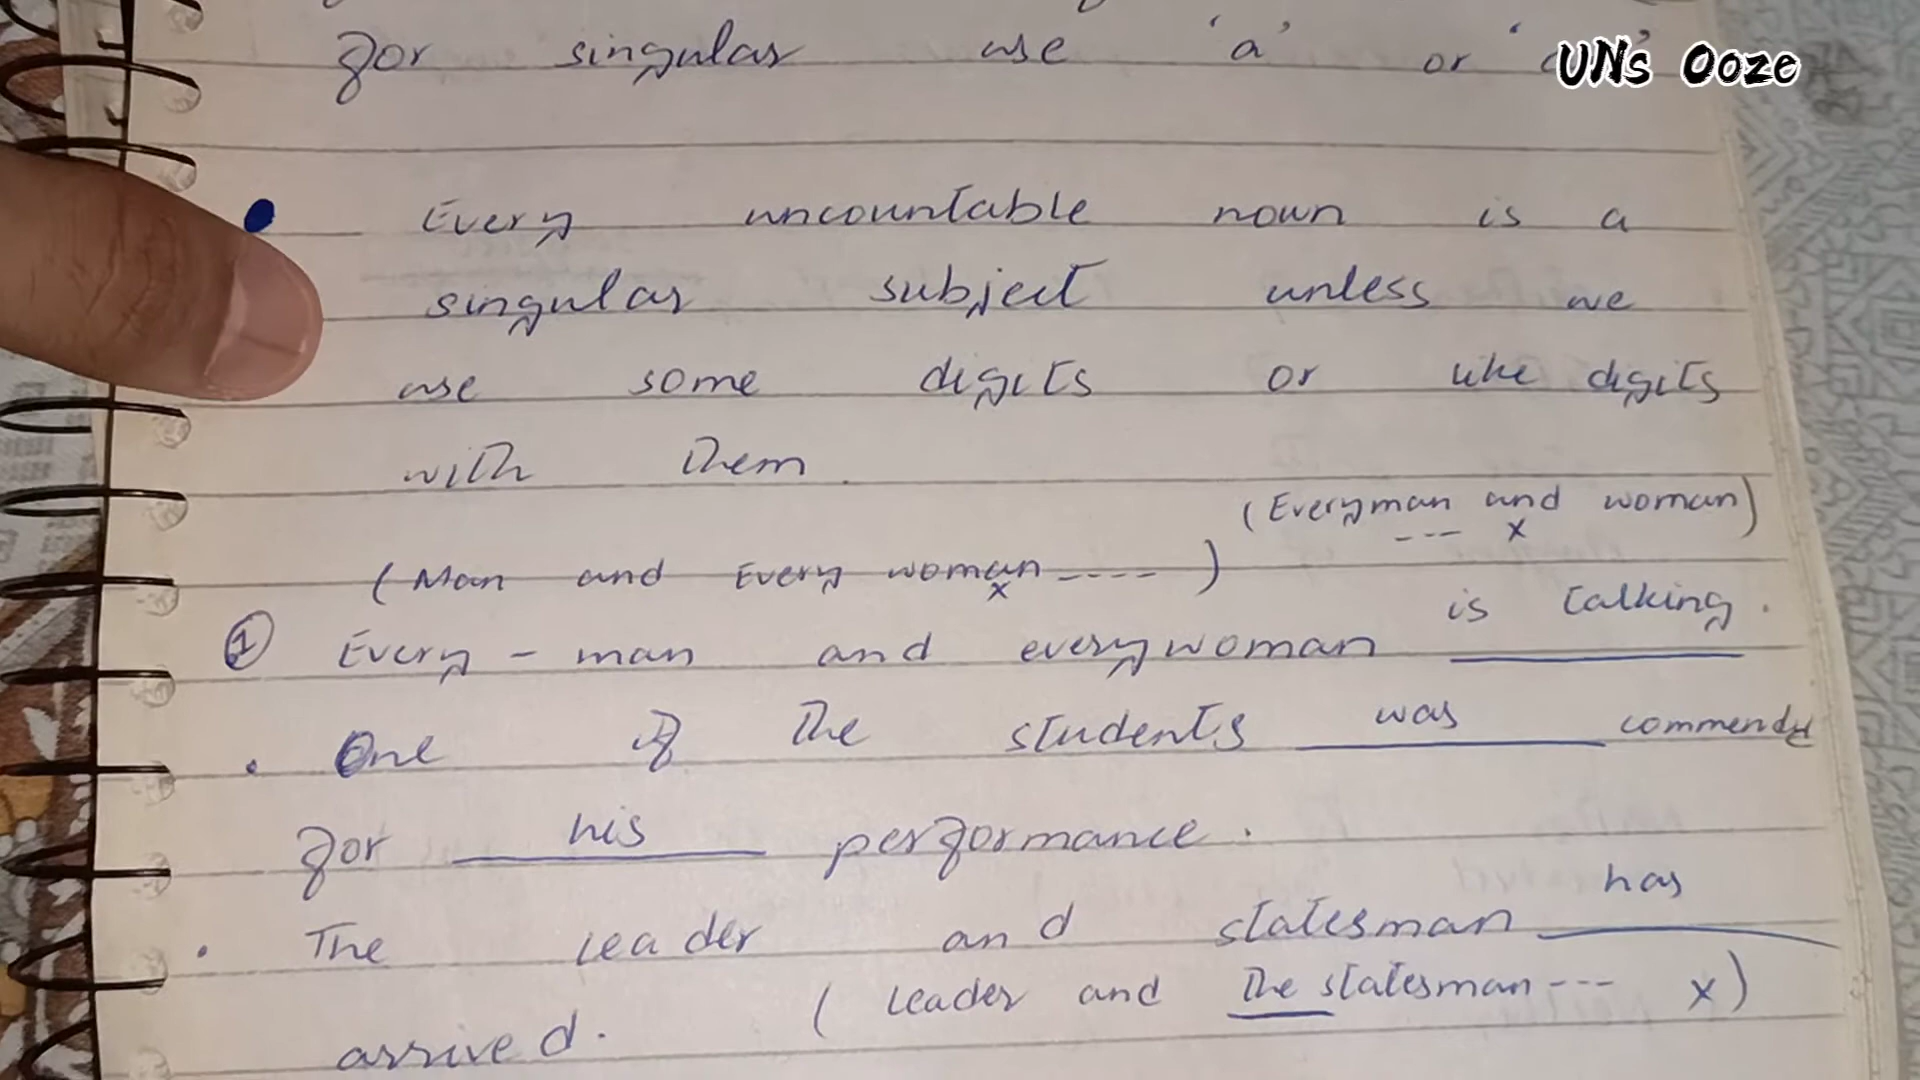 for singular use 'a' or '
UNs Ooze
Every uncountable noun is a
singular subject unless we
use some digits or like digits
with them.
(Everyman and woman)
--- x
(Man and Every woman ----)
x
is talking.
① Every - man and everywoman
was
• One of the students commended
his
for performance.
has
• The leader and statesman
(leader and the statesman --- x)
arrived.